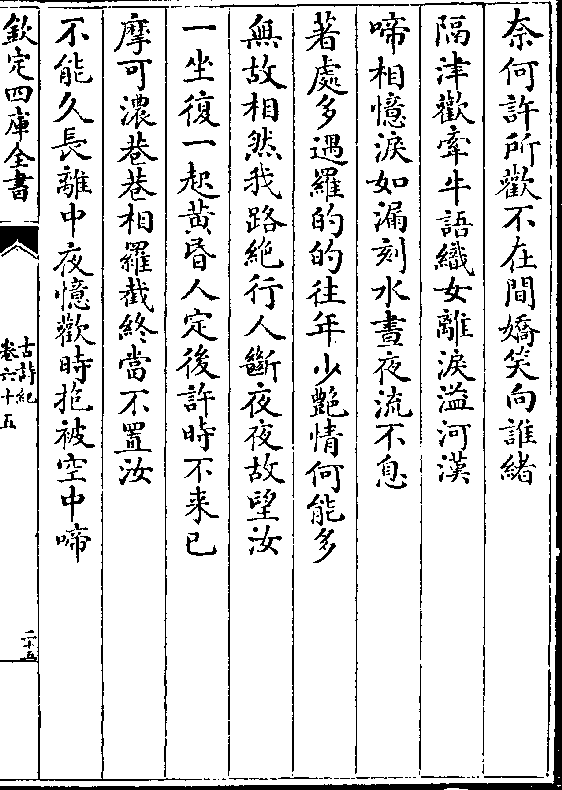 奈何許所歡不在間嬌笑向誰緒
隔津歡牽牛語織女離淚溢河漢
啼相憶淚如漏刻水晝夜流不息
著處多遇羅的的往年少艷情何能多
無故相然我路絶行人斷夜夜故望汝
一坐復一起黄昏人定後許時不来已
摩可濃巷巷相羅截終當不置汝
不能久長離中夜憶歡時抱被空中啼
欽定四庫全書
古詩紀
卷六十五
二十五